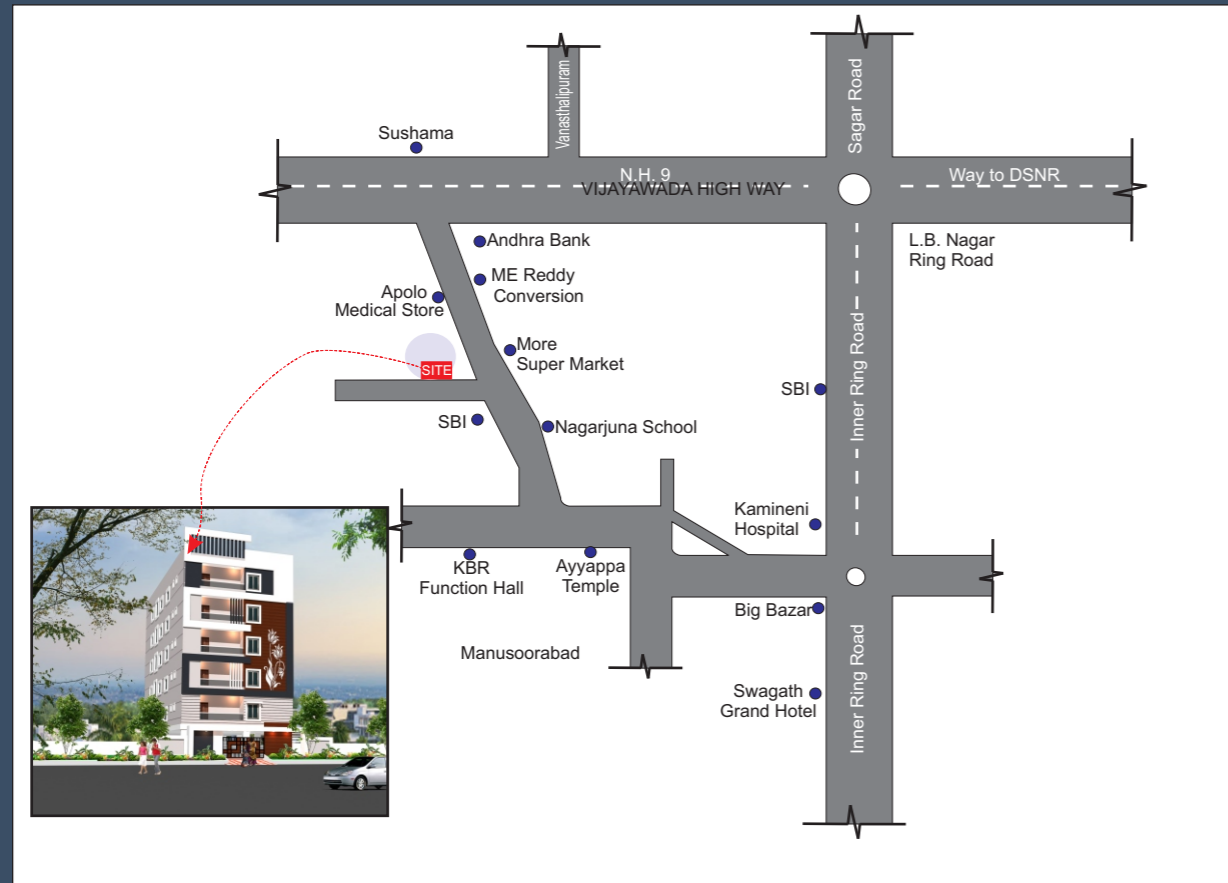 Vanasthalipuram
Sagar Road
Sushama
N.H. 9
VIJAYAWADA HIGH WAY
Way to DSNR
L.B. Nagar
Ring Road
Andhra Bank
ME Reddy
Conversion
Apolo
Medical Store
More
Super Market
SITE
SBI
Nagarjuna School
SBI
Inner Ring Road
Kamineni
Hospital
KBR
Function Hall
Ayyappa
Temple
Big Bazar
Manusoorabad
Swagath
Grand Hotel
Inner Ring Road